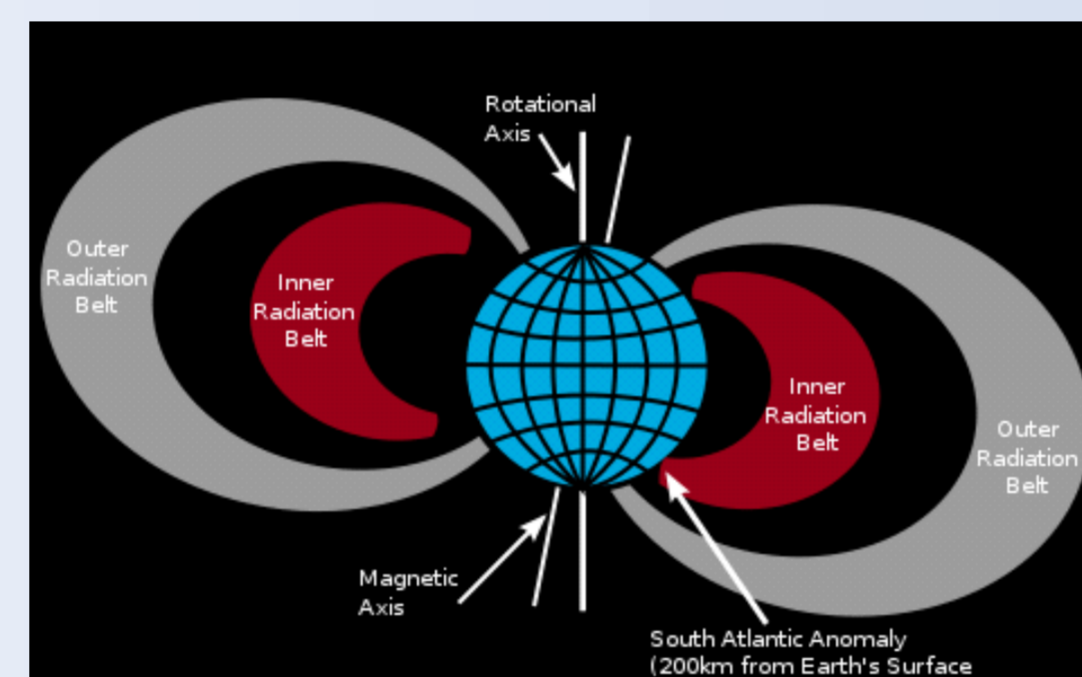 Rotational
Axis
Outer
Radiation
Belt
Inner
Radiation
Belt
Inner
Radiation
Belt
Outer
Radiation
Belt
Magnetic
Axis
South Atlantic Anomaly
(200km from Earth's Surface